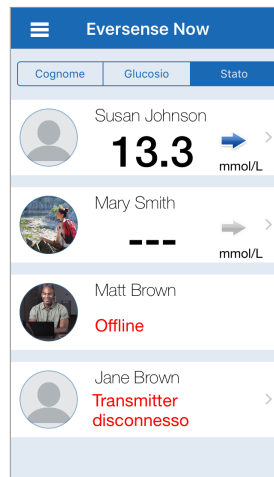 Eversense Now
Cognome Glucosio Stato
Susan Johnson
13.3
mmol/L
Mary Smith
---
mmol/L
Matt Brown
Offline
Jane Brown
Transmitter
disconnesso